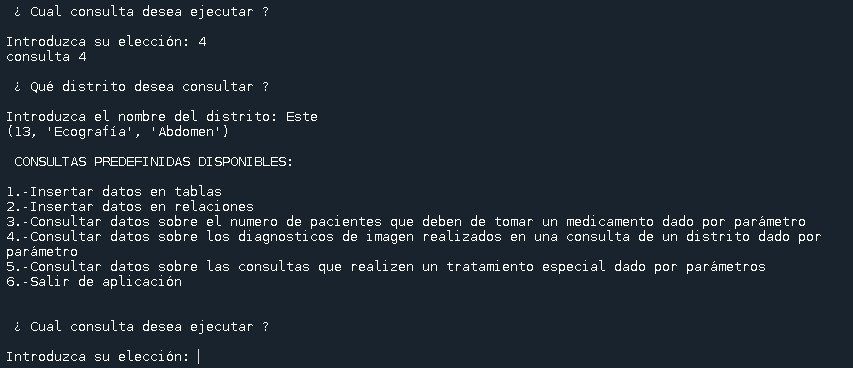 ¿ Cual consulta desea ejecutar ?
Introduzca su elección: 4
consulta 4
¿ Qué distrito desea consultar ?
Introduzca el nombre del distrito: Este
(13, 'Ecografía', 'Abdomen')
CONSULTAS PREDEFINIDAS DISPONIBLES:
1.-Insertar datos en tablas
2.-Insertar datos en relaciones
3.-Consultar datos sobre el numero de pacientes que deben de tomar un medicamento dado por parámetro
4.-Consultar datos sobre los diagnosticos de imagen realizados en una consulta de un distrito dado por
parámetro
5.-Consultar datos sobre las consultas que realizen un tratamiento especial dado por parámetros
6.-Salir de aplicación
¿ Cual consulta desea ejecutar ?
Introduzca su elección: